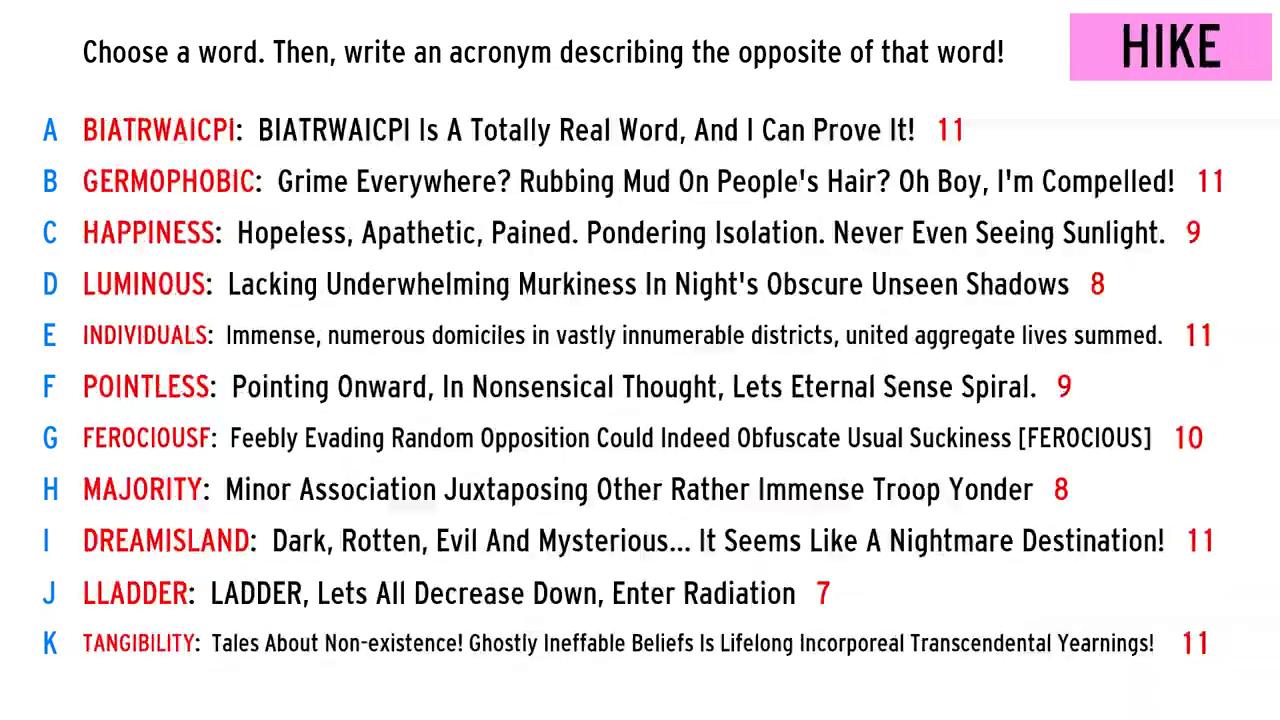 Choose a word. Then, write an acronym describing the opposite of that word!
HIKE
A BIATRWAICPI: BIATRWAICPI Is A Totally Real Word, And I Can Prove It! 11
B GERMOPHOBIC: Grime Everywhere? Rubbing Mud On People's Hair? Oh Boy, I'm Compelled! 11
C HAPPINESS: Hopeless, Apathetic, Pained. Pondering Isolation. Never Even Seeing Sunlight. 9
D LUMINOUS: Lacking Underwhelming Murkiness In Night's Obscure Unseen Shadows 8
E INDIVIDUALS: Immense, numerous domiciles in vastly innumerable districts, united aggregate lives summed. 11
F POINTLESS: Pointing Onward, In Nonsensical Thought, Lets Eternal Sense Spiral. 9
G FEROCIOUSF: Feebly Evading Random Opposition Could Indeed Obfuscate Usual Suckiness [FEROCIOUS] 10
H MAJORITY: Minor Association Juxtaposing Other Rather Immense Troop Yonder 8
I DREAMISLAND: Dark, Rotten, Evil And Mysterious... It Seems Like A Nightmare Destination! 11
J LLADDER: LADDER, Lets All Decrease Down, Enter Radiation 7
K TANGIBILITY: Tales About Non-existence! Ghostly Ineffable Beliefs Is Lifelong Incorporeal Transcendental Yearnings! 11